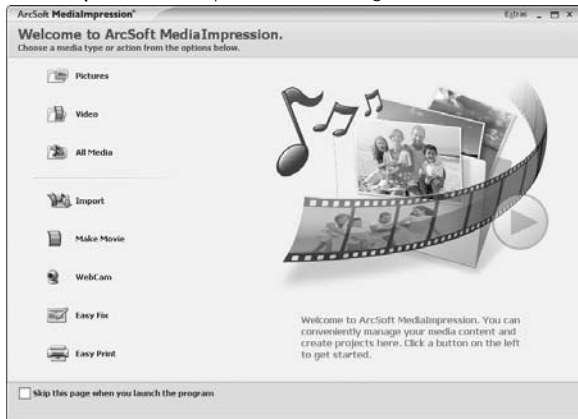 ArcSoft MediaImpression
Extras
Welcome to ArcSoft MediaImpression.
Choose a media type or action from the options below.
Pictures
Video
All Media
Import
Make Movie
WebCam
Easy Fix
Easy Print
Welcome to ArcSoft MediaImpression. You can
conveniently manage your media content and
create projects here. Click a button on the left
to get started.
Skip this page when you launch the program